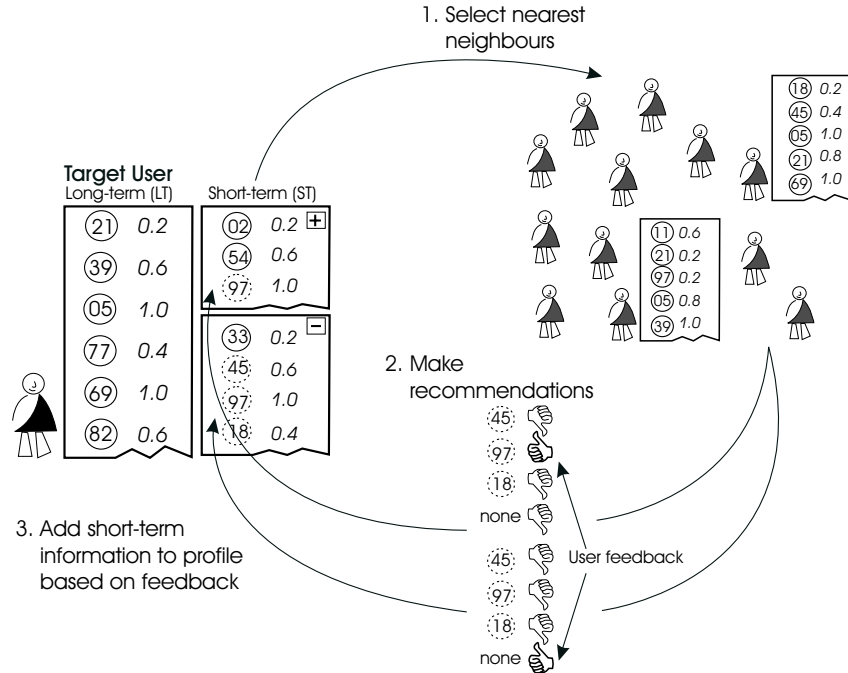 1. Select nearest
neighbours
18 0.2
45 0.4
05 1.0
21 0.8
69 1.0
Target User
Long-term (LT) Short-term (ST)
21 0.2
39 0.6
05 1.0
77 0.4
69 1.0
82 0.6
02 0.2 +
54 0.6
97 1.0
33 0.2 −
45 0.6
97 1.0
18 0.4
11 0.6
21 0.2
97 0.2
05 0.8
39 1.0
2. Make
recommendations
45
97
18
none
User feedback
45
97
18
none
3. Add short-term
information to profile
based on feedback